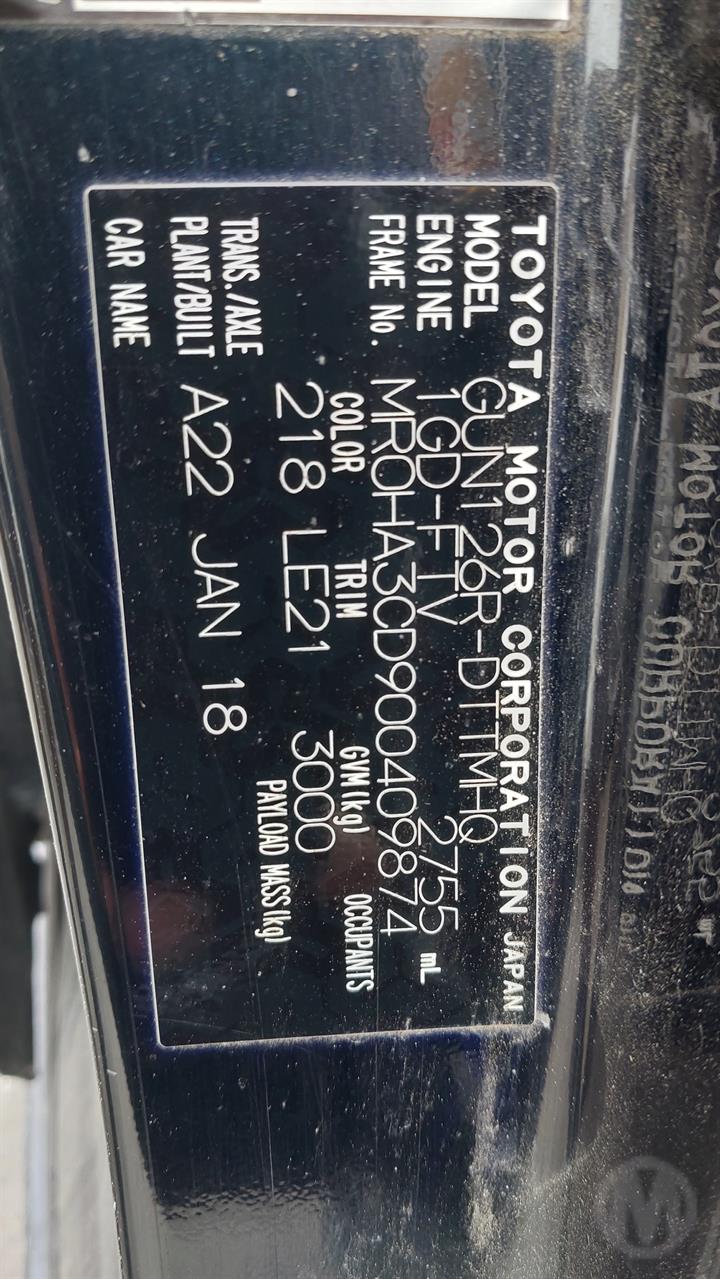 TOYOTA MOTOR CORPORATION JAPAN
MODEL GUN126R-DTTMHQ
ENGINE 1GD-FTV 2755 mL
FRAME No. MR0HA3CD900409874
COLOR TRIM GVM(kg) OCCUPANTS
218 LE21 3000
TRANS./AXLE PAYLOAD MASS(kg)
PLANT/BUILT A22 JAN 18
CAR NAME
M